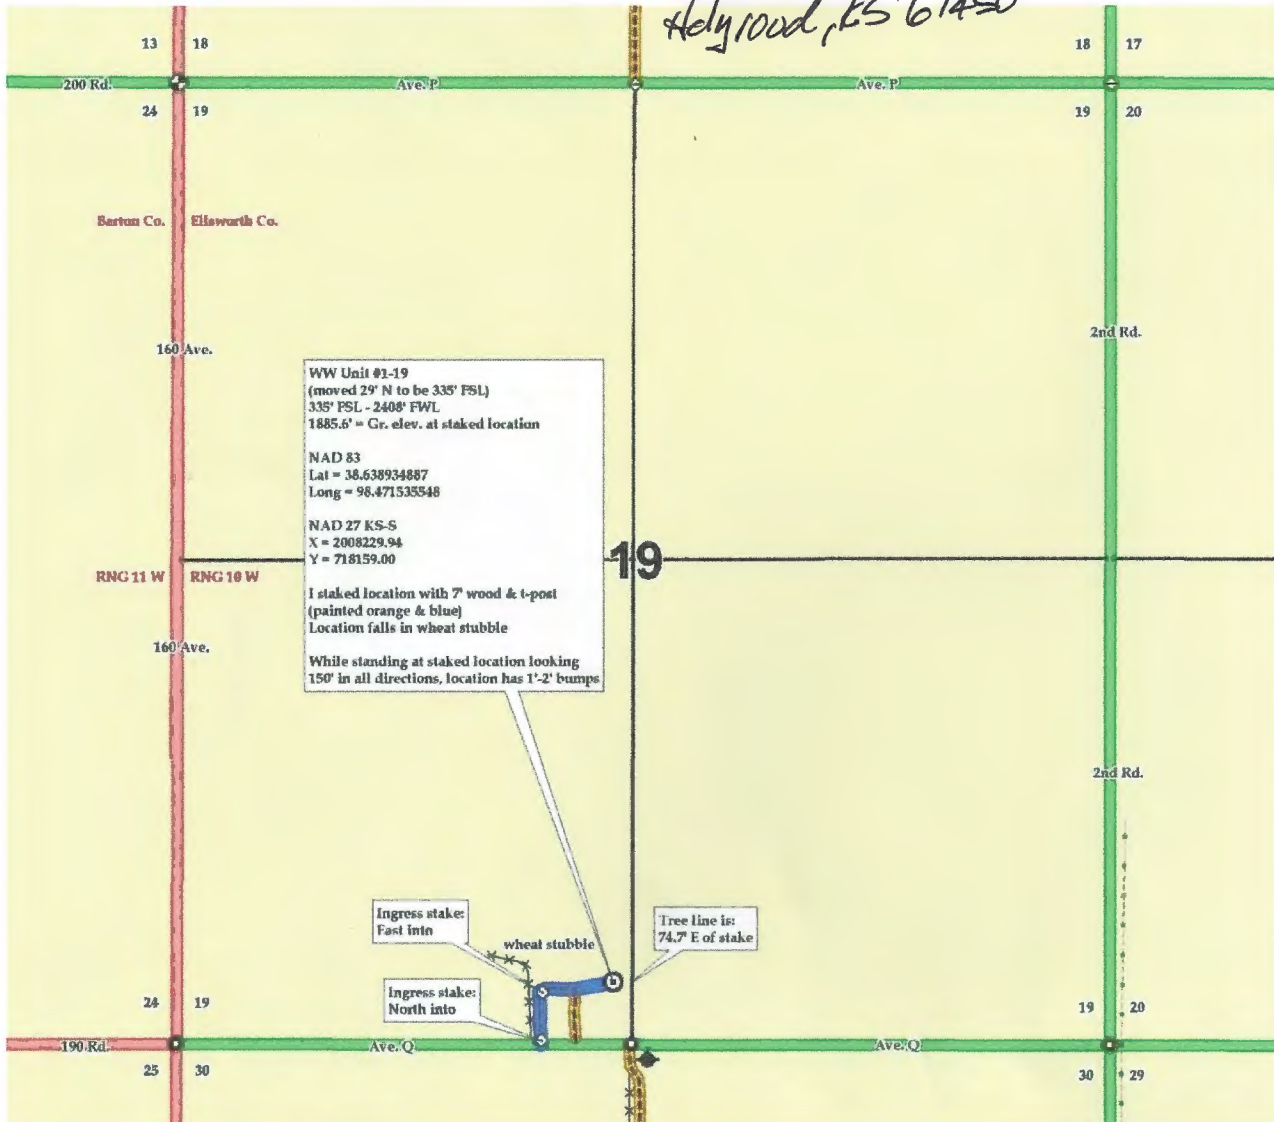 Holyrood, KS 67450
13 18
18 17
200 Rd.
Ave. P
Ave. P
24 19
19 20
Barton Co. Ellsworth Co.
2nd Rd.
160 Ave.
WW Unit #1-19
(moved 29' N to be 335' FSL)
335' FSL - 2408' FWL
1885.6' = Gr. elev. at staked location
NAD 83
Lat = 38.638934887
Long = 98.471535548
NAD 27 KS-S
X = 2008229.94
Y = 718159.00
I staked location with 7' wood & t-post
(painted orange & blue)
Location falls in wheat stubble
While standing at staked location looking
150' in all directions, location has 1'-2' bumps
19
RNG 11 W RNG 10 W
160 Ave.
2nd Rd.
Ingress stake:
East into
wheat stubble
Tree line is:
74.7' E of stake
Ingress stake:
North into
24 19
19 20
190 Rd.
Ave. Q
Ave. Q
25 30
30 29